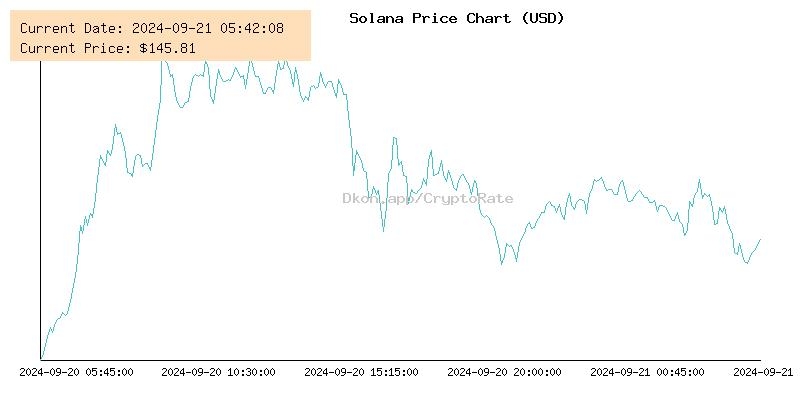 Solana Price Chart (USD)
Current Date: 2024-09-21 05:42:08
Current Price: $145.81
Dkon.app/CryptoRate
2024-09-20 05:45:00
2024-09-20 10:30:00
2024-09-20 15:15:00
2024-09-20 20:00:00
2024-09-21 00:45:00
2024-09-21